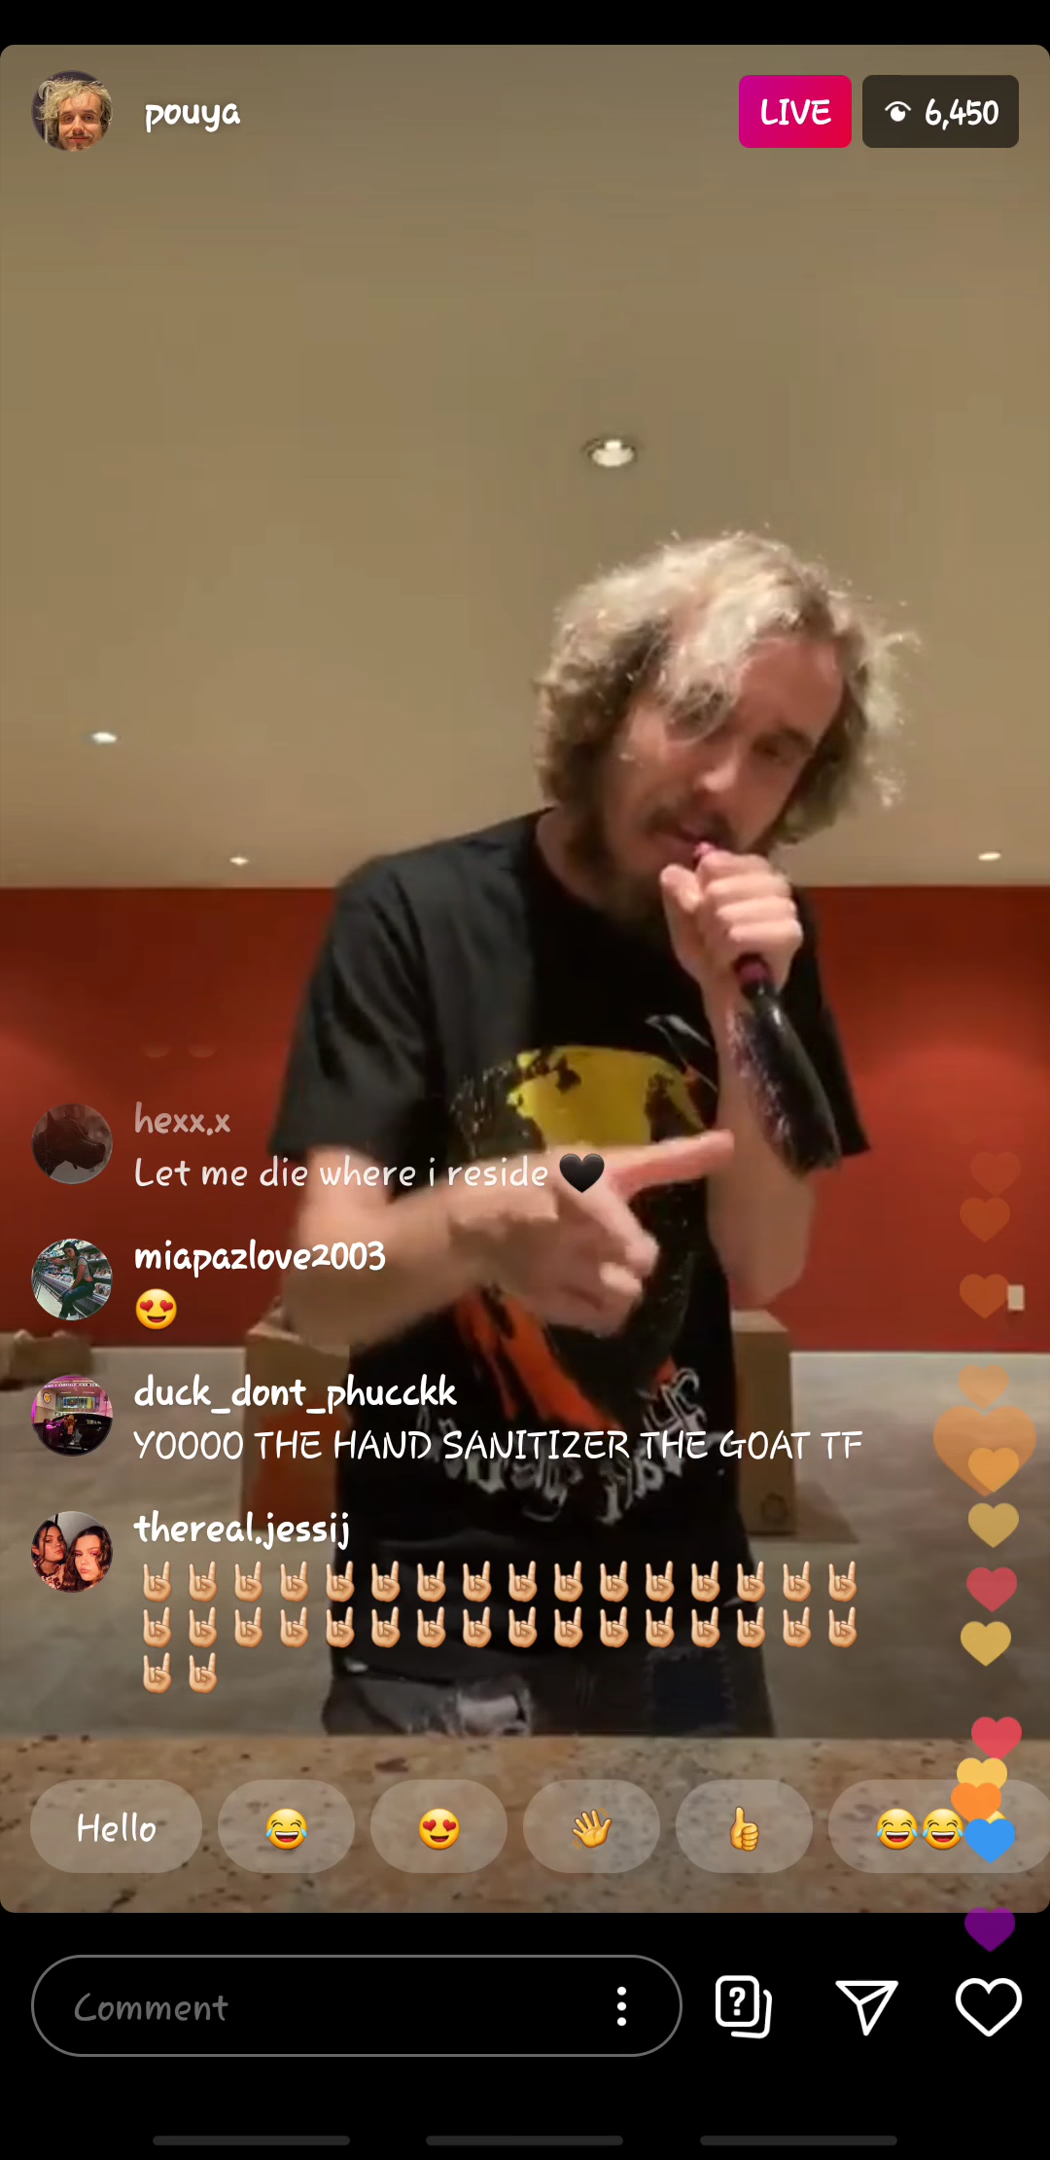 pouya
LIVE
6,450
hexx.x
Let me die where i reside 🖤
miapazlove2003
😍
duck_dont_phucckk
YOOOO THE HAND SANITIZER THE GOAT TF
thereal.jessij
🤘🏼🤘🏼🤘🏼🤘🏼🤘🏼🤘🏼🤘🏼🤘🏼🤘🏼🤘🏼🤘🏼🤘🏼🤘🏼🤘🏼🤘🏼🤘🏼
🤘🏼🤘🏼🤘🏼🤘🏼🤘🏼🤘🏼🤘🏼🤘🏼🤘🏼🤘🏼🤘🏼🤘🏼🤘🏼🤘🏼🤘🏼🤘🏼
🤘🏼🤘🏼
Hello 😂 😍 👋 👍 😂😂
Comment